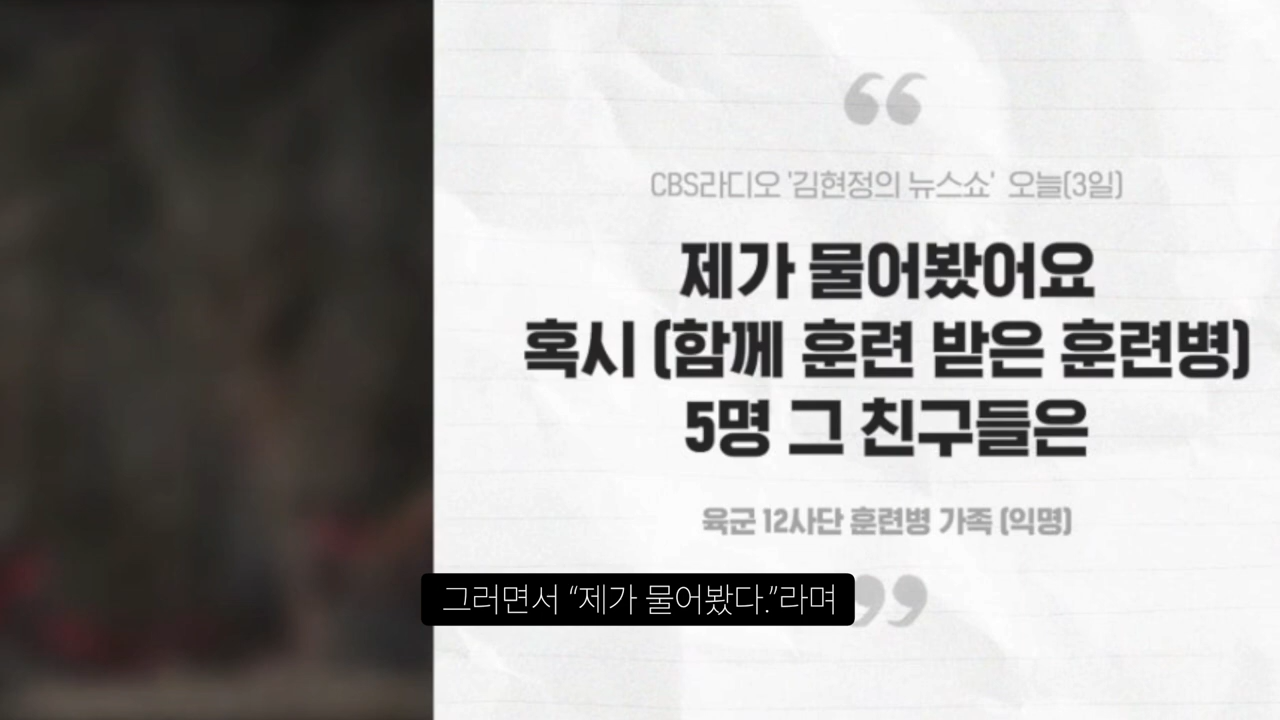 “
CBS라디오 '김현정의 뉴스쇼' 오늘(3일)
제가 물어봤어요
혹시 (함께 훈련 받은 훈련병)
5명 그 친구들은
육군 12사단 훈련병 가족 (익명)
그러면서 “제가 물어봤다.”라며
”